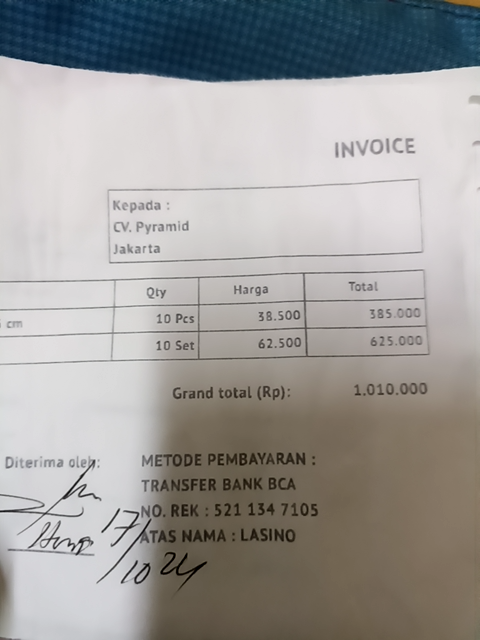 INVOICE
Kepada :
CV. Pyramid
Jakarta
Qty Harga Total
cm 10 Pcs 38.500 385.000
10 Set 62.500 625.000
Grand total (Rp): 1.010.000
Diterima oleh: METODE PEMBAYARAN :
TRANSFER BANK BCA
NO. REK : 521 134 7105
ATAS NAMA : LASINO
17/10 24